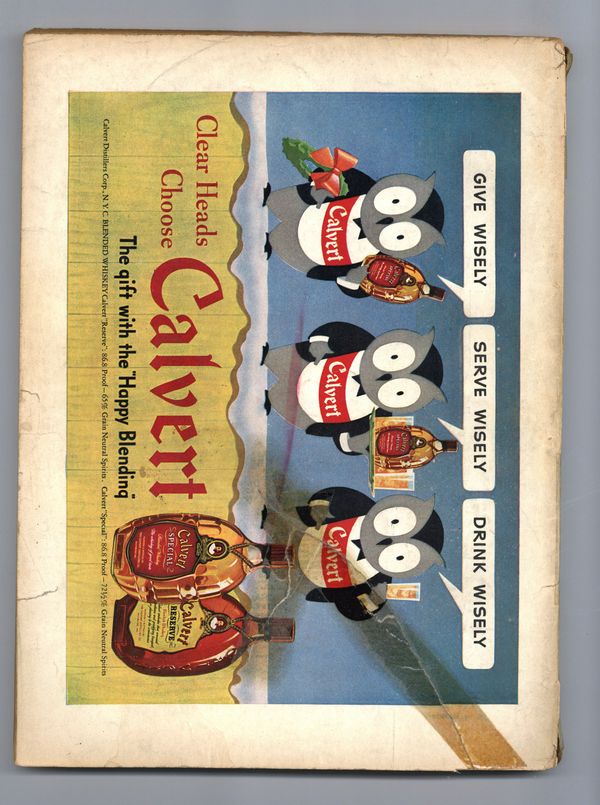 GIVE WISELY
SERVE WISELY
DRINK WISELY
Calvert
Calvert
Calvert
Clear Heads
Choose
Calvert
The gift with the "Happy Blending"
Calvert
SPECIAL
Calvert
RESERVE
Calvert Distillers Corp., N. Y. C. BLENDED WHISKEY Calvert "Reserve": 86.8 Proof—65% Grain Neutral Spirits. Calvert "Special": 86.8 Proof—72½% Grain Neutral Spirits